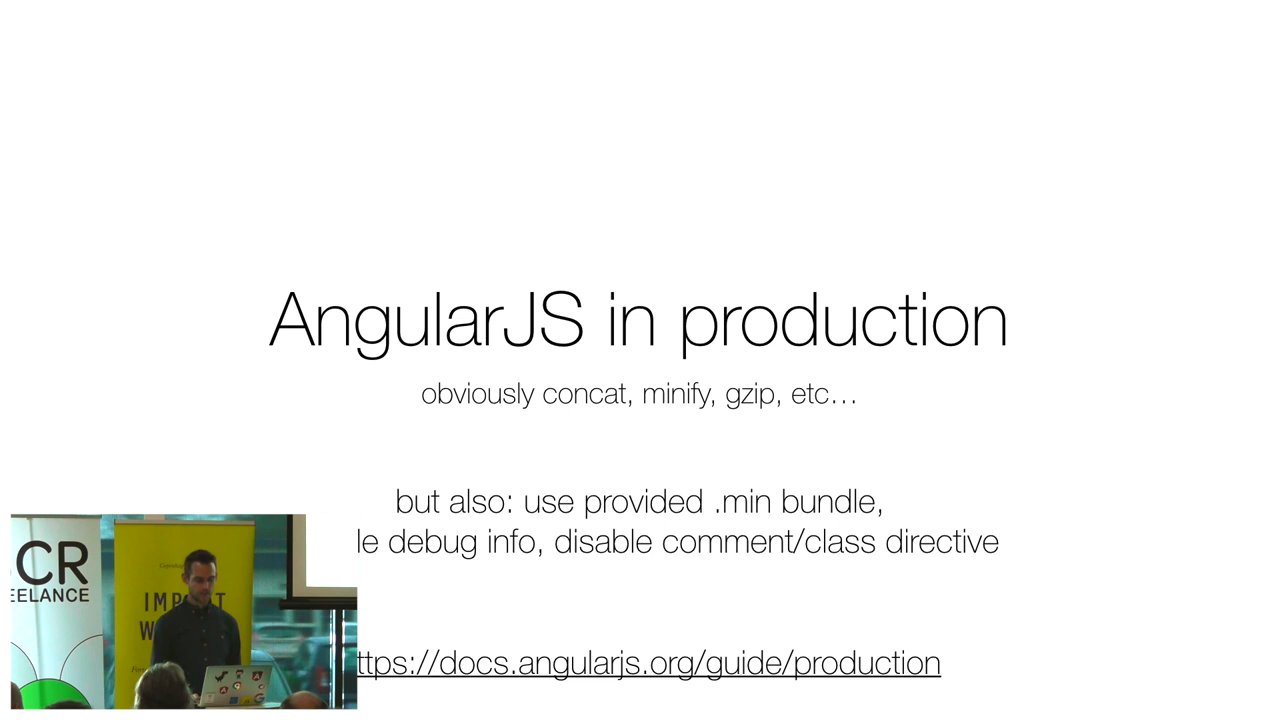 AngularJS in production
obviously concat, minify, gzip, etc…
but also: use provided .min bundle,
le debug info, disable comment/class directive
ttps://docs.angularjs.org/guide/production
CR
EELANCE